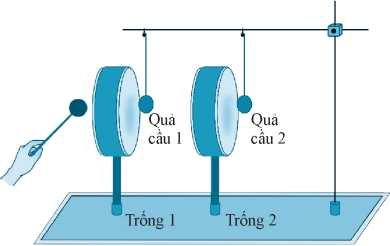 Quả
cầu 1
Quả
cầu 2
Trống 1
Trống 2